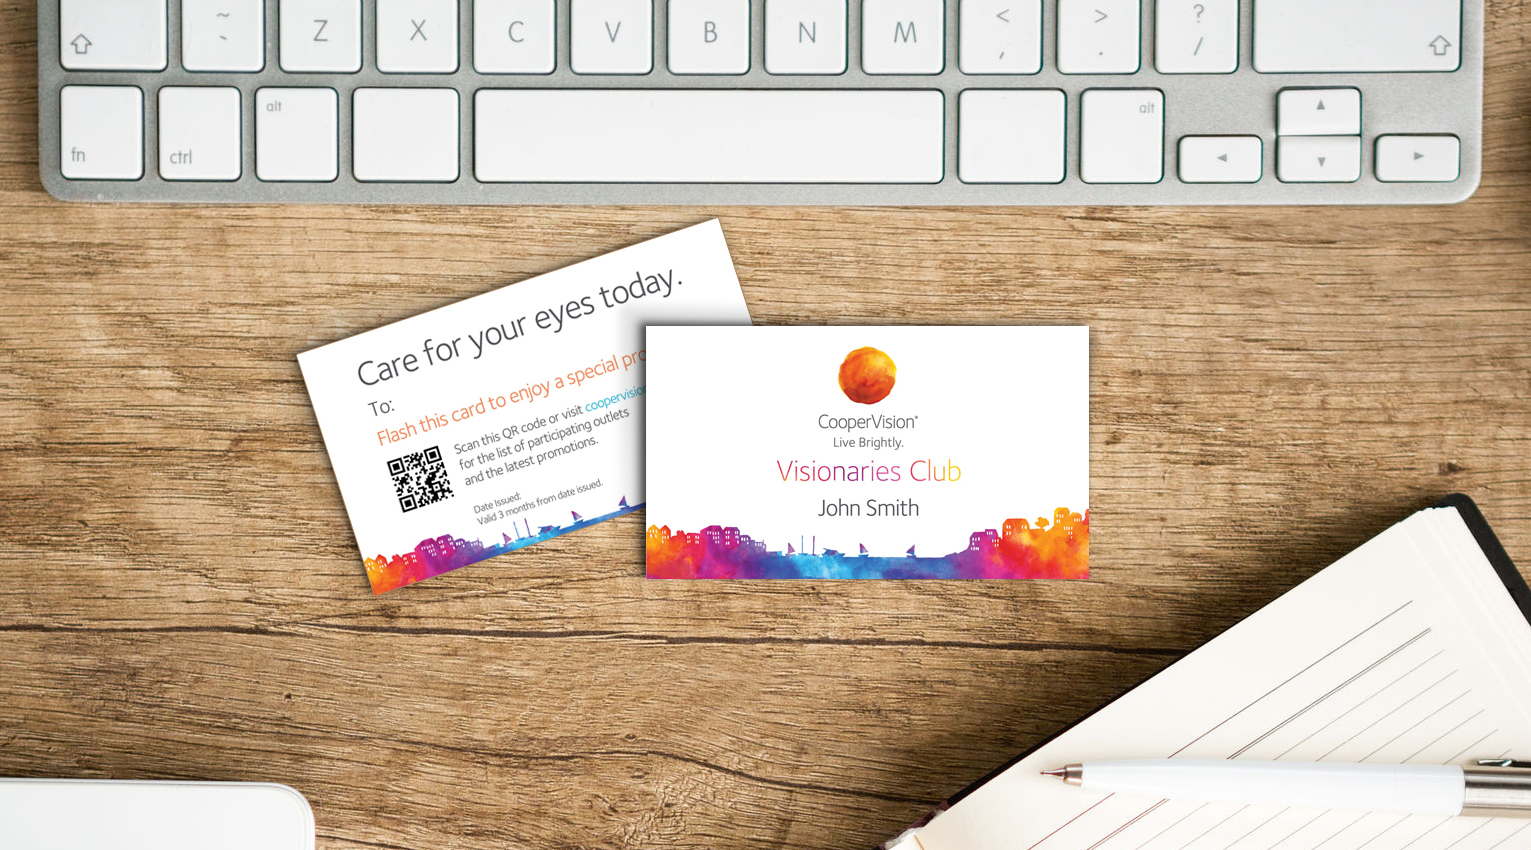 ~ Z X C V B N M < > ?
` , . /
fn ctrl alt alt
Care for your eyes today.
To:
Flash this card to enjoy a special
Scan this QR code or visit
for the list of participating outlets
and the latest promotions.
Date Issued:
Valid 3 months from date issued.
CooperVision®
Live Brightly.
Visionaries Club
John Smith